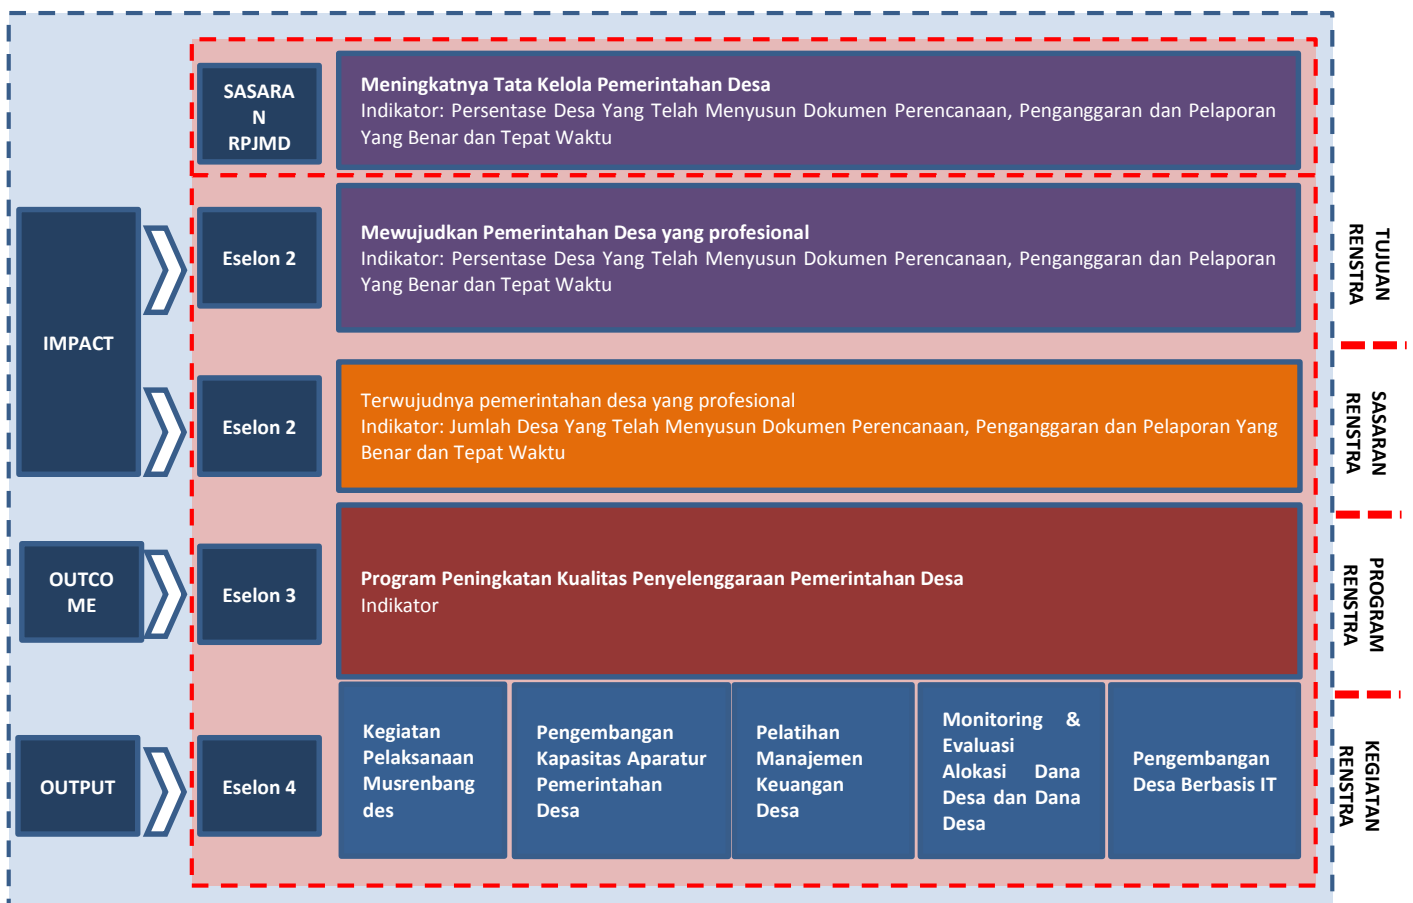 SASARA
N
RPJMD
Meningkatnya Tata Kelola Pemerintahan Desa
Indikator: Persentase Desa Yang Telah Menyusun Dokumen Perencanaan, Penganggaran dan Pelaporan
Yang Benar dan Tepat Waktu
IMPACT
Eselon 2
Mewujudkan Pemerintahan Desa yang profesional
Indikator: Persentase Desa Yang Telah Menyusun Dokumen Perencanaan, Penganggaran dan Pelaporan
Yang Benar dan Tepat Waktu
TUJUAN
RENSTRA
Eselon 2
Terwujudnya pemerintahan desa yang profesional
Indikator: Jumlah Desa Yang Telah Menyusun Dokumen Perencanaan, Penganggaran dan Pelaporan Yang
Benar dan Tepat Waktu
SASARAN
RENSTRA
OUTCO
ME
Eselon 3
Program Peningkatan Kualitas Penyelenggaraan Pemerintahan Desa
Indikator
PROGRAM
RENSTRA
OUTPUT
Eselon 4
Kegiatan
Pelaksanaan
Musrenbang
des
Pengembangan
Kapasitas Aparatur
Pemerintahan
Desa
Pelatihan
Manajemen
Keuangan
Desa
Monitoring &
Evaluasi
Alokasi Dana
Desa dan Dana
Desa
Pengembangan
Desa Berbasis IT
KEGIATAN
RENSTRA